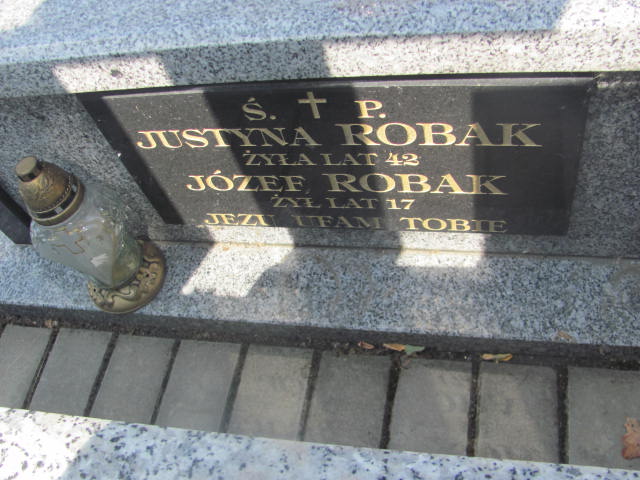 Ś. P.
JUSTYNA ROBAK
ŻYŁA LAT 42
JÓZEF ROBAK
ŻYŁ LAT 17
JEZU UFAM TOBIE